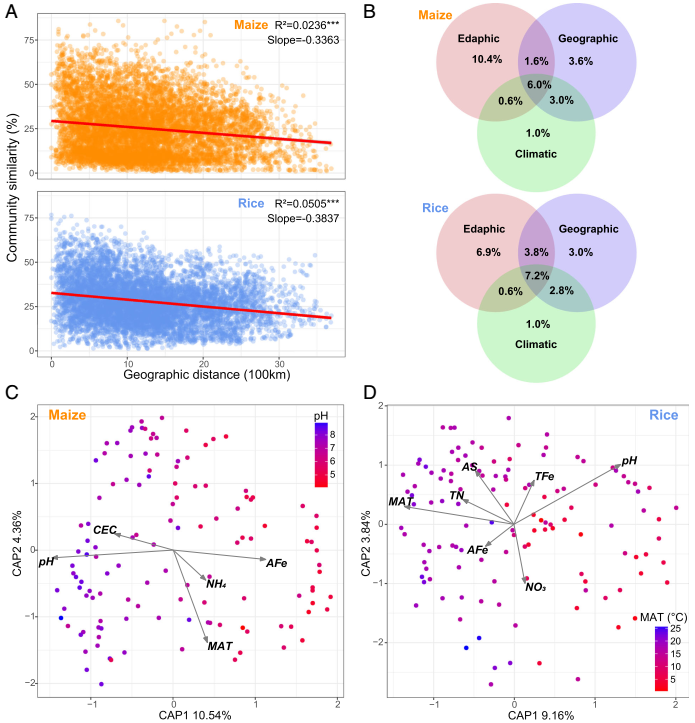 A
Maize
R²=0.0236***
Slope=-0.3363
75
50
25
0
Community similarity (%)
Rice
R²=0.0505***
Slope=-0.3837
75
50
25
0
0
10
20
30
Geographic distance (100km)
B
Maize
Edaphic
Geographic
10.4%
1.6%
3.6%
6.0%
0.6%
3.0%
1.0%
Climatic
Rice
Edaphic
Geographic
6.9%
3.8%
3.0%
7.2%
0.6%
2.8%
1.0%
Climatic
C
Maize
pH
8
7
6
5
2
1
0
−1
−2
CAP2 4.36%
CEC
pH
AFe
NH₄
MAT
−1
0
1
2
CAP1 10.54%
D
Rice
2
1
0
−1
−2
CAP2 3.84%
AS
TFe
pH
MAT
TN
AFe
NO₃
MAT (°C)
25
20
15
10
5
−1
0
1
2
CAP1 9.16%